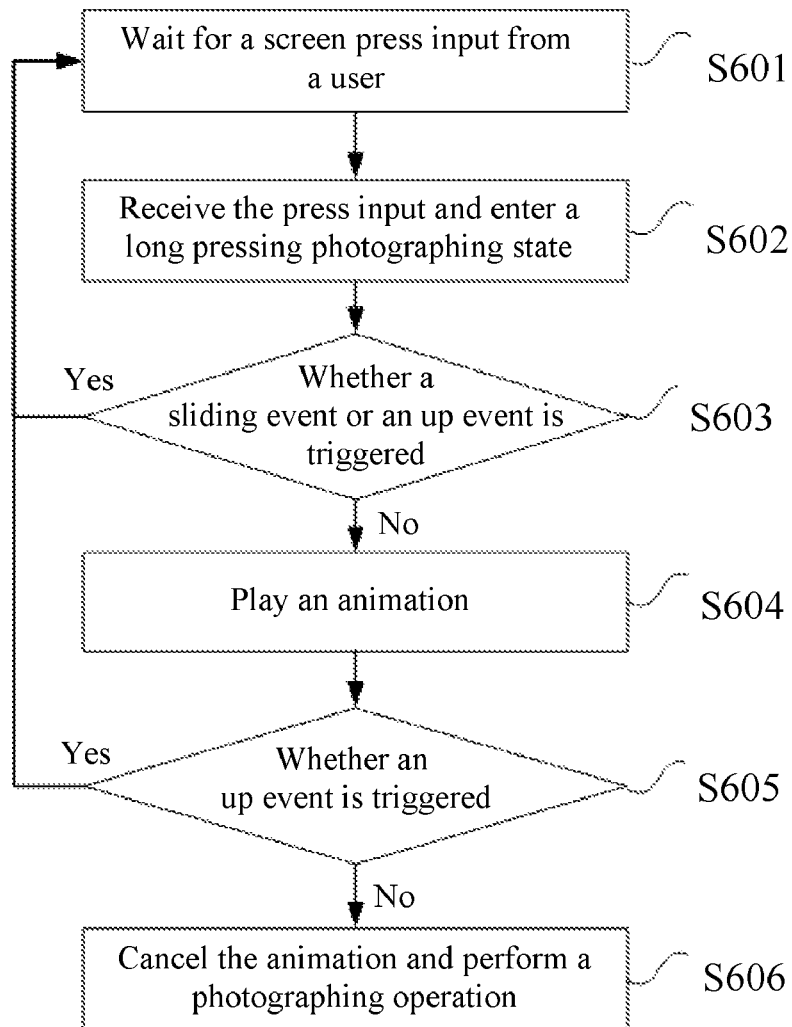 Wait for a screen press input from
a user
S601
Receive the press input and enter a
long pressing photographing state
S602
Yes
Whether a
sliding event or an up event is
triggered
S603
No
Play an animation
S604
Yes
Whether an
up event is triggered
S605
No
Cancel the animation and perform a
photographing operation
S606